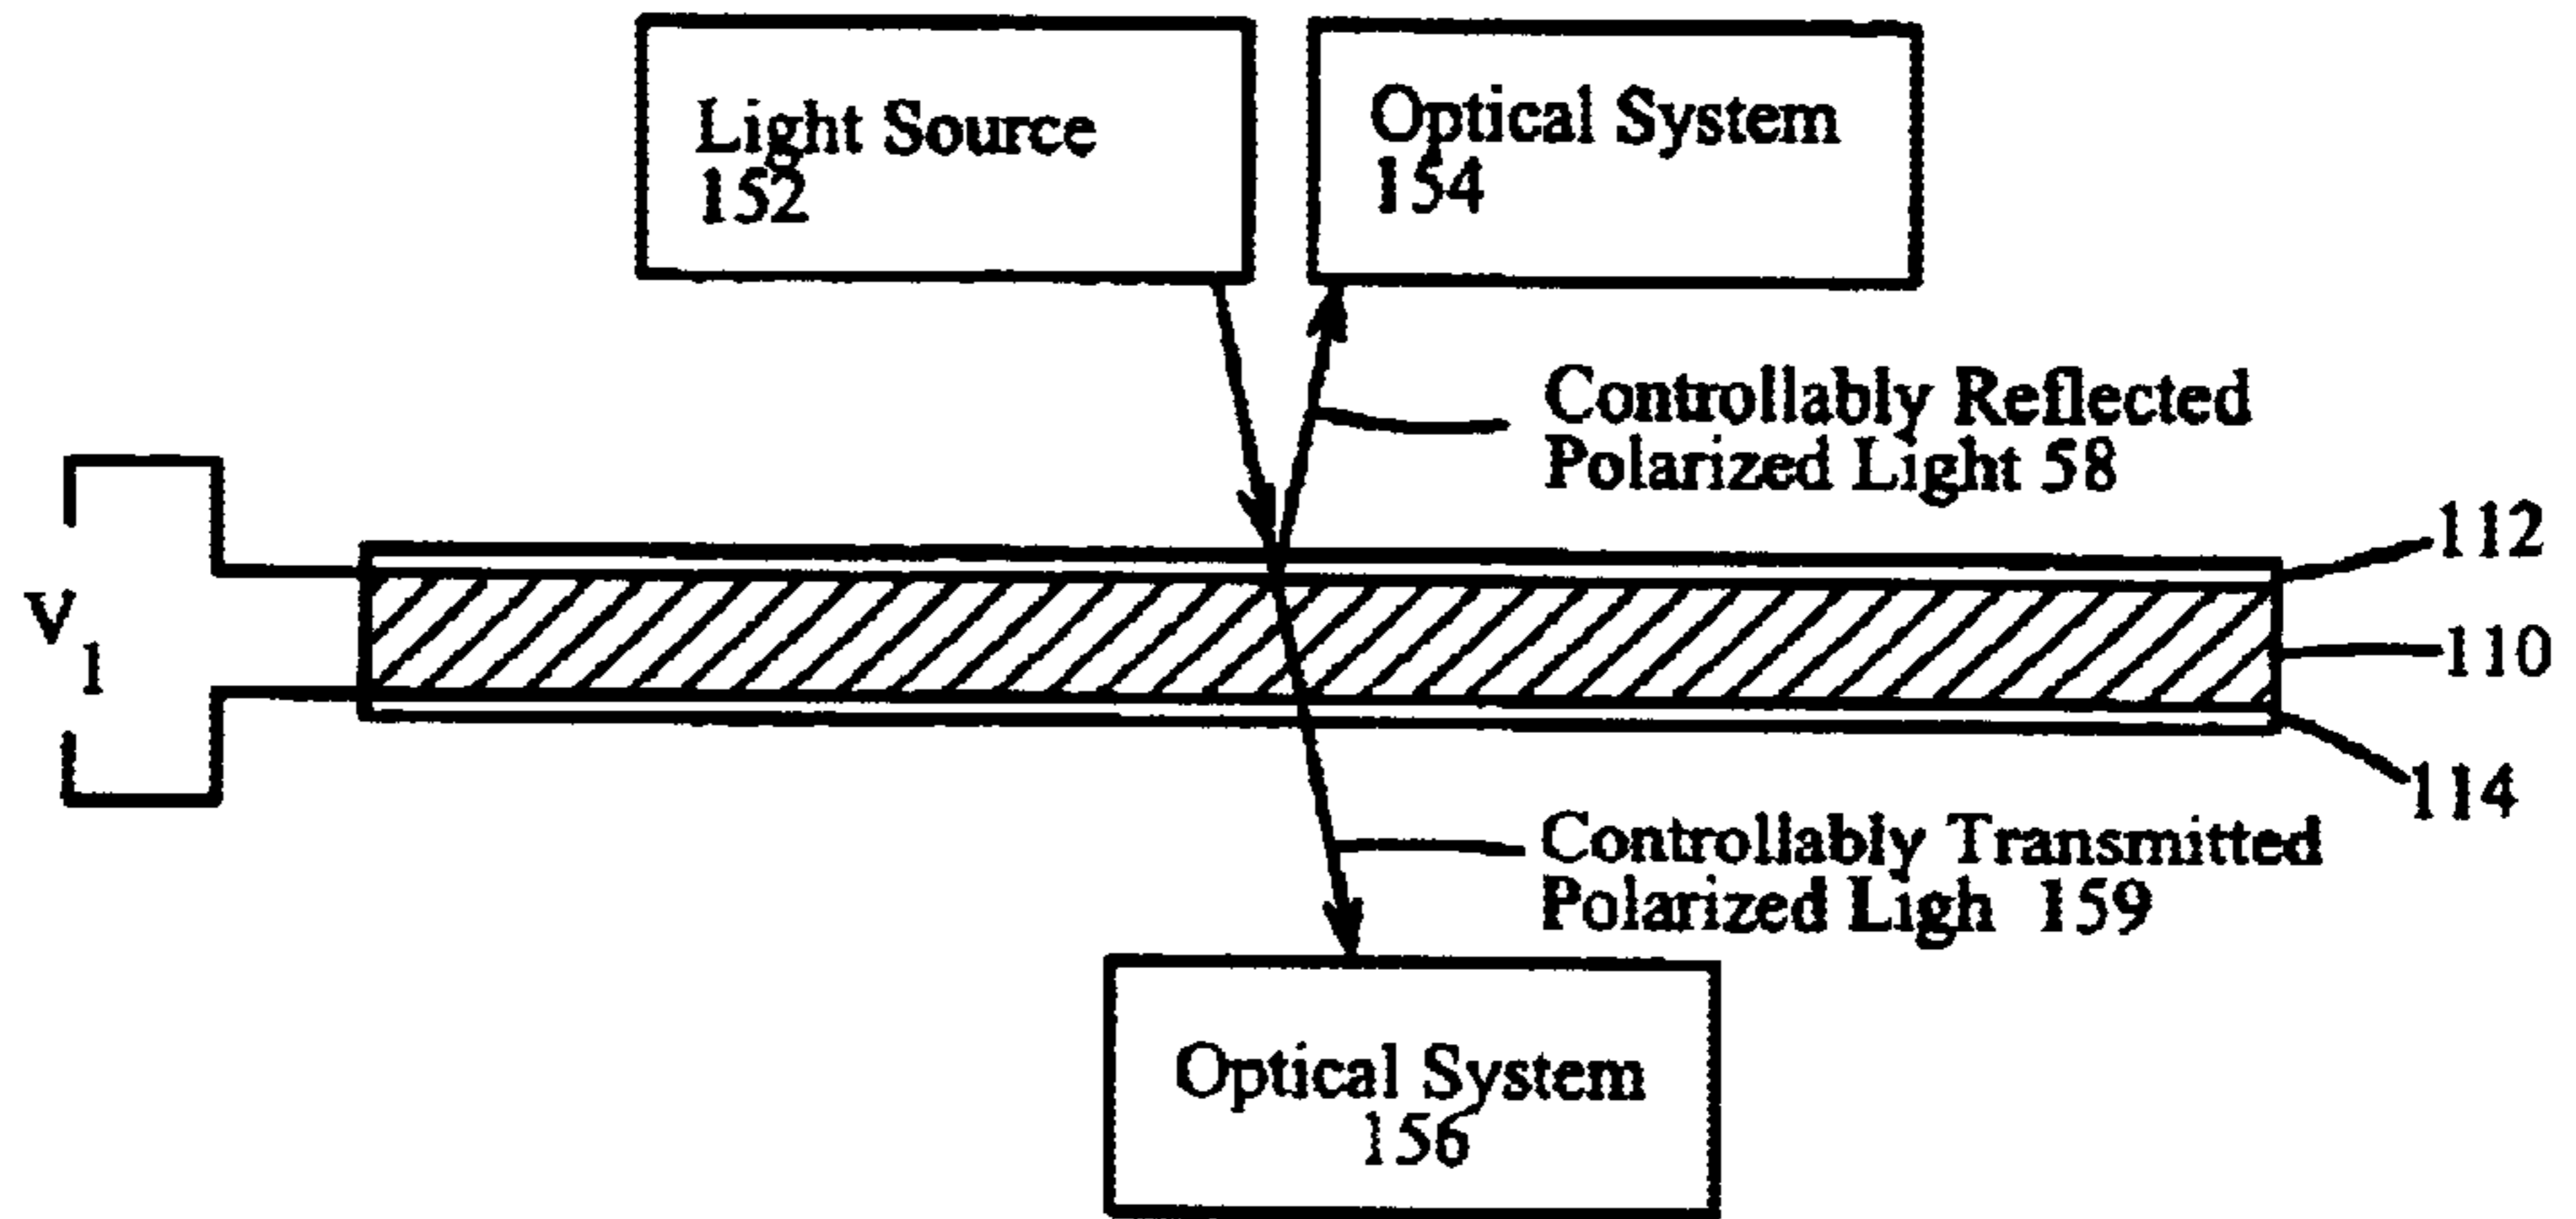 Light Source
152
Optical System
154
Controllably Reflected
Polarized Light 58
112
V
1
110
114
Controllably Transmitted
Polarized Ligh 159
Optical System
156